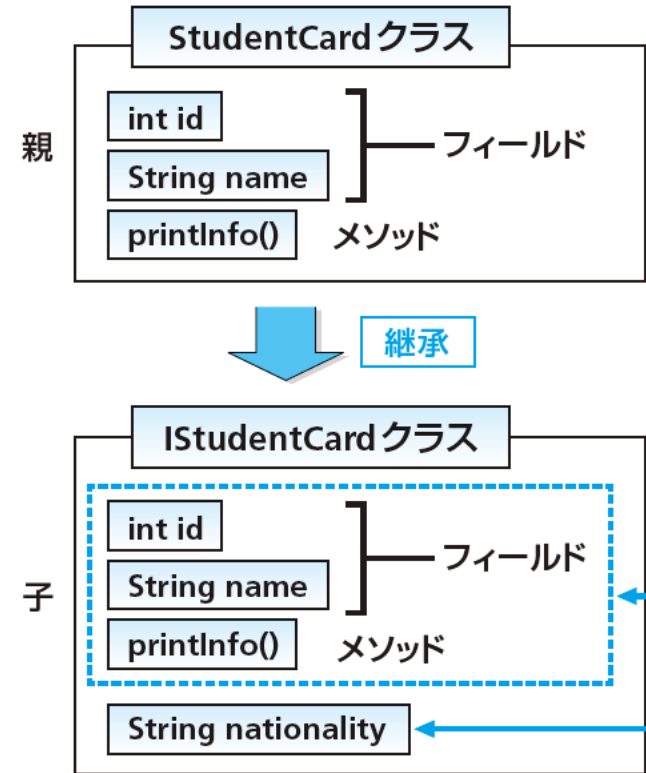 StudentCardクラス
親
int id
フィールド
String name
printInfo()
メソッド
継承
IStudentCardクラス
子
int id
フィールド
String name
printInfo()
メソッド
String nationality